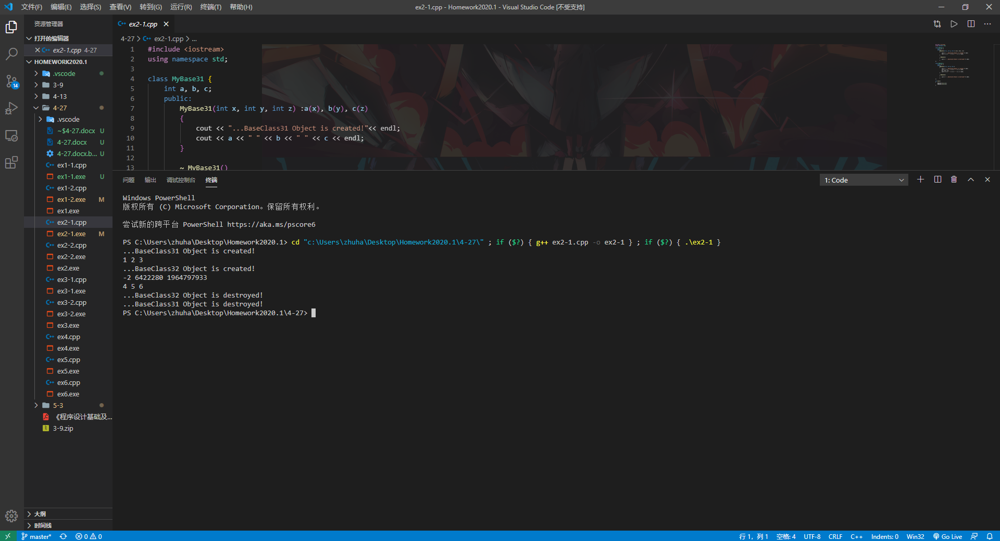 文件(F) 编辑(E) 选择(S) 查看(V) 转到(G) 运行(R) 终端(T) 帮助(H)
ex2-1.cpp - Homework2020.1 - Visual Studio Code [不受支持]
资源管理器
打开的编辑器
ex2-1.cpp 4-27
HOMEWORK2020.1
.vscode
3-9
4-13
4-27
.vscode
~$4-27.docx U
4-27.docx U
4-27.docx.b... U
ex1-1.cpp
ex1-1.exe U
ex1-2.cpp
ex1-2.exe M
ex1.exe
ex2-1.cpp
ex2-1.exe M
ex2-2.cpp
ex2-2.exe
ex2.exe
ex3-1.cpp
ex3-1.exe
ex3-2.cpp
ex3-2.exe
ex3.exe
ex4.cpp
ex4.exe
ex5.cpp
ex5.exe
ex6.cpp
ex6.exe
5-3
《程序设计基础及...
3-9.zip
大纲
时间线
14
ex2-1.cpp
4-27 > ex2-1.cpp > ...
1 #include <iostream>
2 using namespace std;
3
4 class MyBase31 {
5 int a, b, c;
6 public:
7 MyBase31(int x, int y, int z) :a(x), b(y), c(z)
8 {
9 cout << "...BaseClass31 Object is created!"<< endl;
10 cout << a << " " << b << " " << c << endl;
11 }
12
13 ~ MyBase31()
问题 输出 调试控制台 终端
1: Code
Windows PowerShell
版权所有 (C) Microsoft Corporation。保留所有权利。
尝试新的跨平台 PowerShell https://aka.ms/pscore6
PS C:\Users\zhuha\Desktop\Homework2020.1> cd "c:\Users\zhuha\Desktop\Homework2020.1\4-27\" ; if ($?) { g++ ex2-1.cpp -o ex2-1 } ; if ($?) { .\ex2-1 }
...BaseClass31 Object is created!
1 2 3
...BaseClass32 Object is created!
-2 6422280 1964797933
4 5 6
...BaseClass32 Object is destroyed!
...BaseClass31 Object is destroyed!
PS C:\Users\zhuha\Desktop\Homework2020.1\4-27>
master* 0 0
行 1，列 1 空格: 4 UTF-8 CRLF C++ Indents: 0 Win32 Go Live